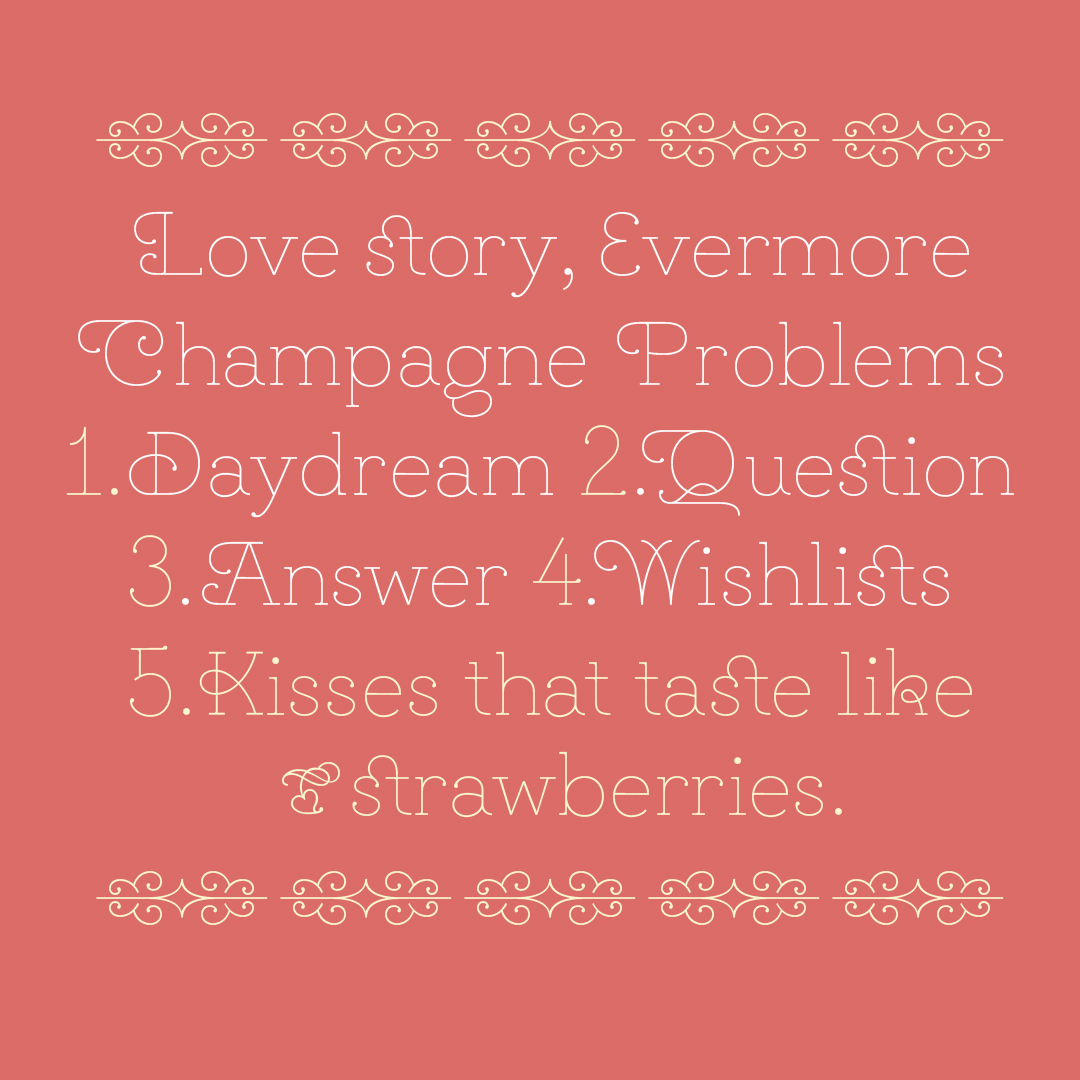 Love story, Evermore
Champagne Problems
1.Daydream 2.Question
3.Answer 4.Wishlists
5.Kisses that taste like
strawberries.